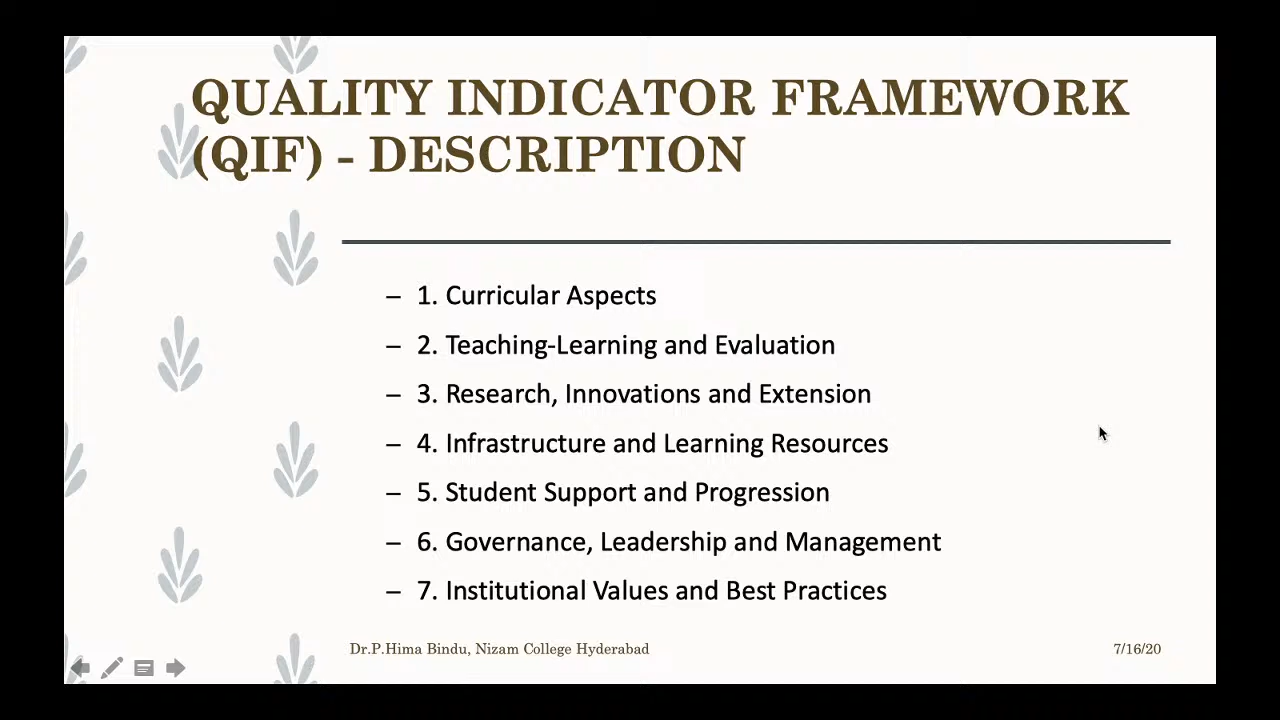 QUALITY INDICATOR FRAMEWORK
(QIF) - DESCRIPTION
– 1. Curricular Aspects
– 2. Teaching-Learning and Evaluation
– 3. Research, Innovations and Extension
– 4. Infrastructure and Learning Resources
– 5. Student Support and Progression
– 6. Governance, Leadership and Management
– 7. Institutional Values and Best Practices
Dr.P.Hima Bindu, Nizam College Hyderabad
7/16/20